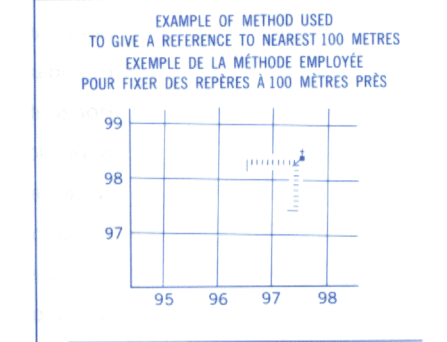 EXAMPLE OF METHOD USED
TO GIVE A REFERENCE TO NEAREST 100 METRES
EXEMPLE DE LA MÉTHODE EMPLOYÉE
POUR FIXER DES REPÈRES À 100 MÈTRES PRÈS
99
98
97
95 96 97 98